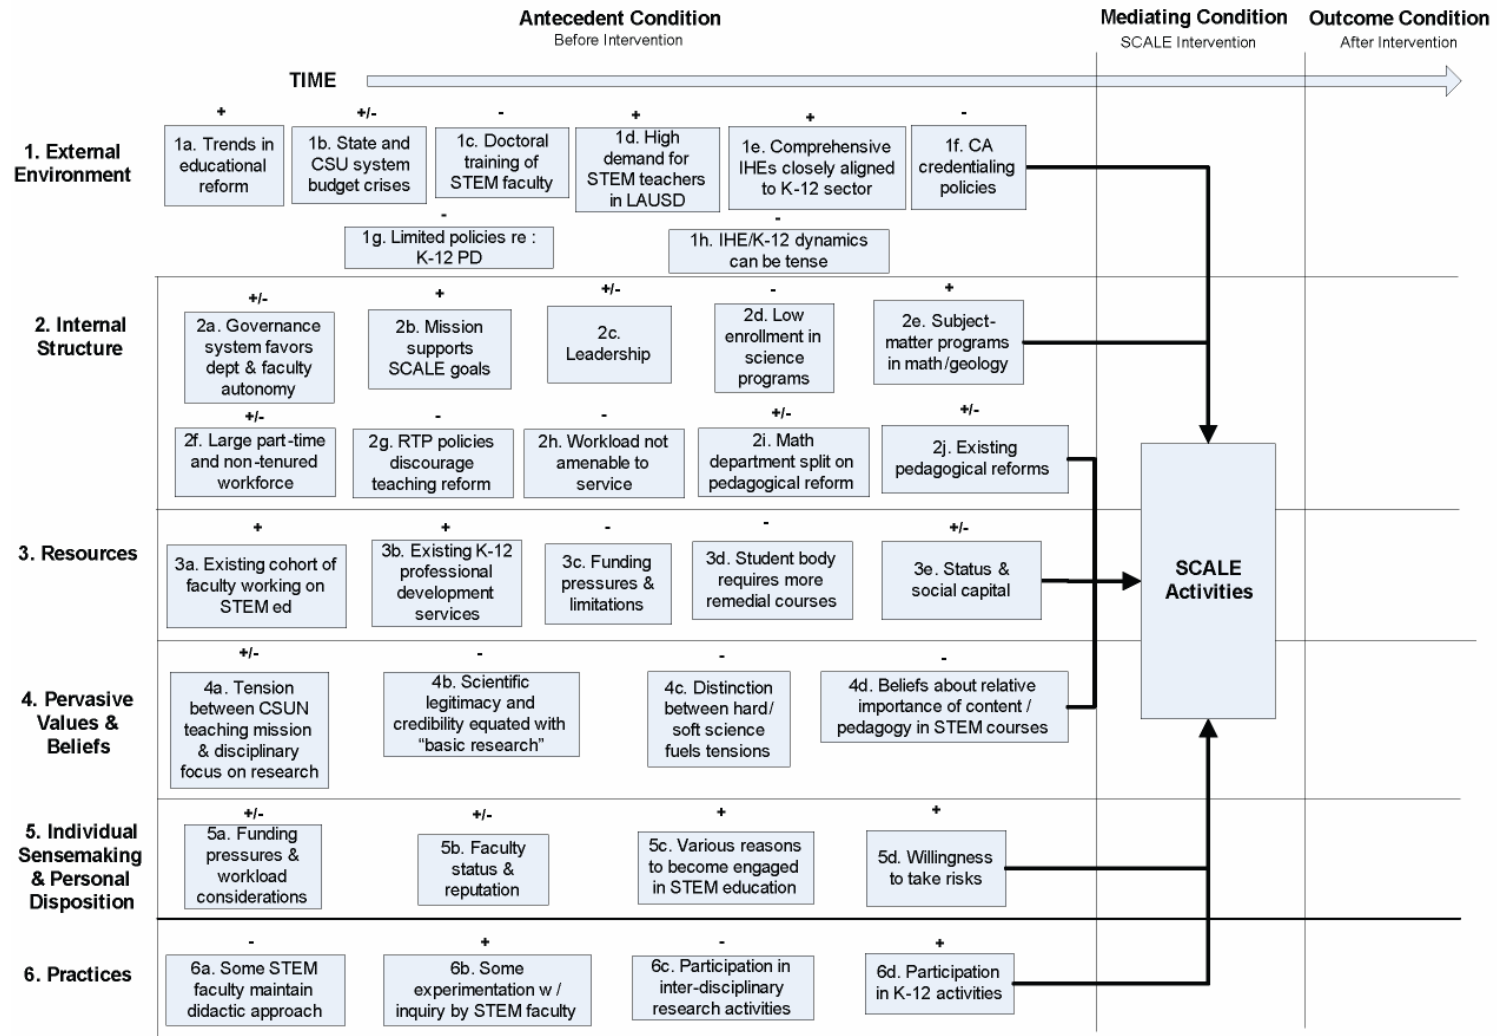 Antecedent Condition
Before Intervention
Mediating Condition
SCALE Intervention
Outcome Condition
After Intervention
TIME
1. External
Environment
+
1a. Trends in
educational
reform
+/-
1b. State and
CSU system
budget crises
-
1c. Doctoral
training of
STEM faculty
+
1d. High
demand for
STEM teachers
in LAUSD
+
1e. Comprehensive
IHEs closely aligned
to K-12 sector
-
1f. CA
credentialing
policies
-
1g. Limited policies re :
K-12 PD
-
1h. IHE/K-12 dynamics
can be tense
2. Internal
Structure
+/-
2a. Governance
system favors
dept & faculty
autonomy
+
2b. Mission
supports
SCALE goals
+/-
2c.
Leadership
-
2d. Low
enrollment in
science
programs
+
2e. Subject-
matter programs
in math/geology
+/-
2f. Large part-time
and non-tenured
workforce
-
2g. RTP policies
discourage
teaching reform
-
2h. Workload not
amenable to
service
+/-
2i. Math
department split on
pedagogical reform
+/-
2j. Existing
pedagogical reforms
3. Resources
+
3a. Existing cohort of
faculty working on
STEM ed
+
3b. Existing K-12
professional
development
services
-
3c. Funding
pressures &
limitations
-
3d. Student body
requires more
remedial courses
+/-
3e. Status &
social capital
SCALE
Activities
4. Pervasive
Values &
Beliefs
+/-
4a. Tension
between CSUN
teaching mission
& disciplinary
focus on research
-
4b. Scientific
legitimacy and
credibility equated with
“basic research”
-
4c. Distinction
between hard/
soft science
fuels tensions
-
4d. Beliefs about relative
importance of content /
pedagogy in STEM courses
5. Individual
Sensemaking
& Personal
Disposition
+/-
5a. Funding
pressures &
workload
considerations
+/-
5b. Faculty
status &
reputation
+
5c. Various reasons
to become engaged
in STEM education
+
5d. Willingness
to take risks
6. Practices
-
6a. Some STEM
faculty maintain
didactic approach
+
6b. Some
experimentation w /
inquiry by STEM faculty
-
6c. Participation in
inter-disciplinary
research activities
+
6d. Participation
in K-12 activities